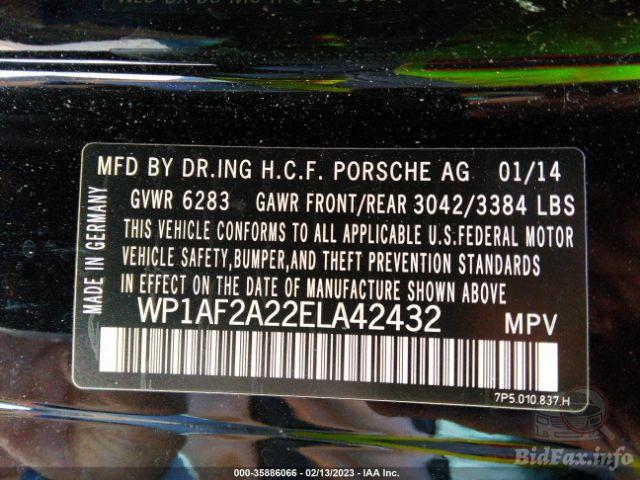 MFD BY DR.ING H.C.F. PORSCHE AG 01/14
GVWR 6283 GAWR FRONT/REAR 3042/3384 LBS
THIS VEHICLE CONFORMS TO ALL APPLICABLE U.S.FEDERAL MOTOR
VEHICLE SAFETY,BUMPER,AND THEFT PREVENTION STANDARDS
IN EFFECT ON THE DATE OF MANUFACTURE SHOWN ABOVE.
MADE IN GERMANY
WP1AF2A22ELA42432 MPV
7P5.010.837.H
BidFax.info
000-35886066 - 02/13/2023 - IAA Inc.